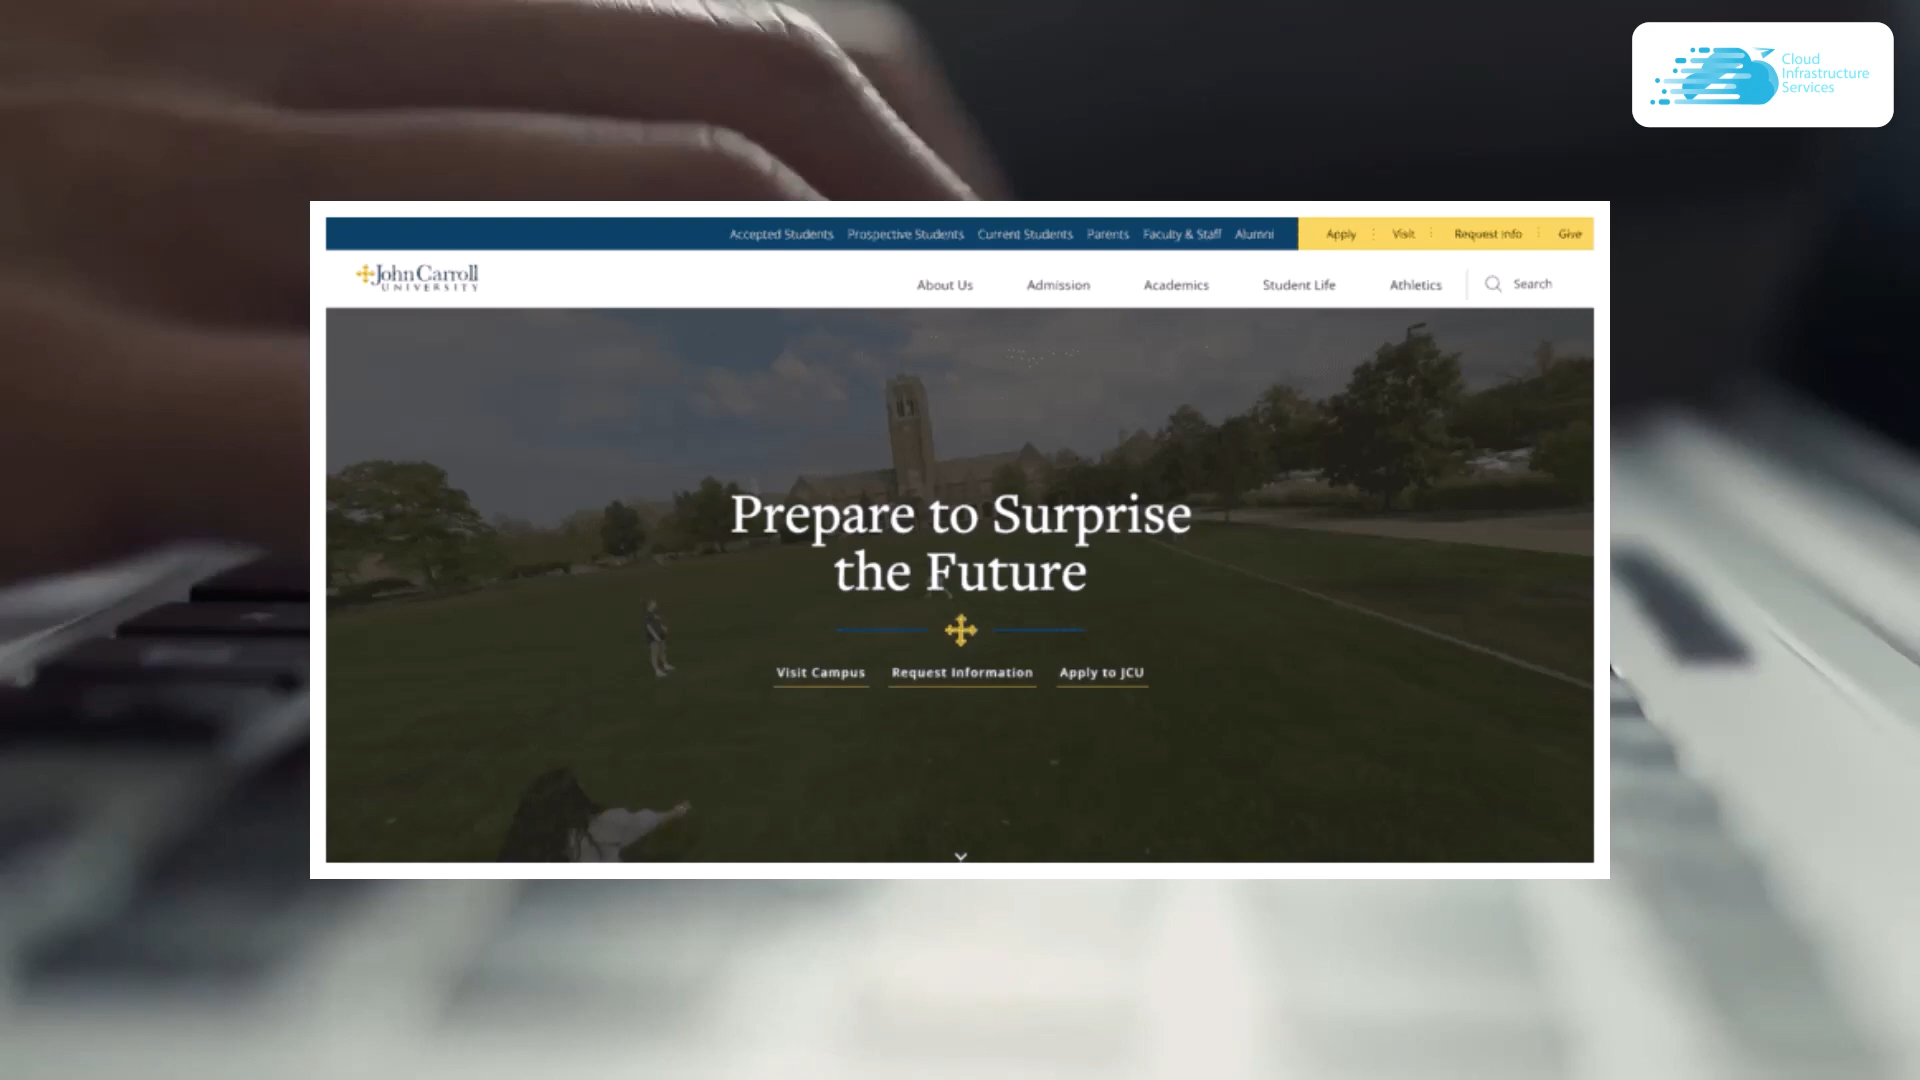 Cloud
Infrastructure
Services
Accepted Students Prospective Students Current Students Parents Faculty & Staff Alumni Apply Visit Request Info Give
John Carroll
UNIVERSITY
About Us Admission Academics Student Life Athletics Search
Prepare to Surprise
the Future
Visit Campus Request Information Apply to JCU